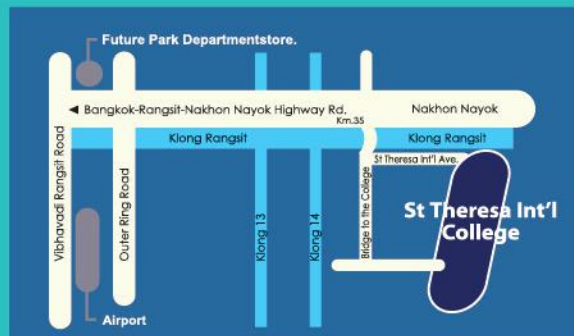 Future Park Departmentstore.
Bangkok-Rangsit-Nakhon Nayok Highway Rd.
Nakhon Nayok
Km.35
Klong Rangsit
Klong Rangsit
St Theresa Int'l Ave.
Vibhavadi Rangsit Road
Outer Ring Road
Klong 13
Klong 14
Bridge to the College
St Theresa Int'l
College
Airport